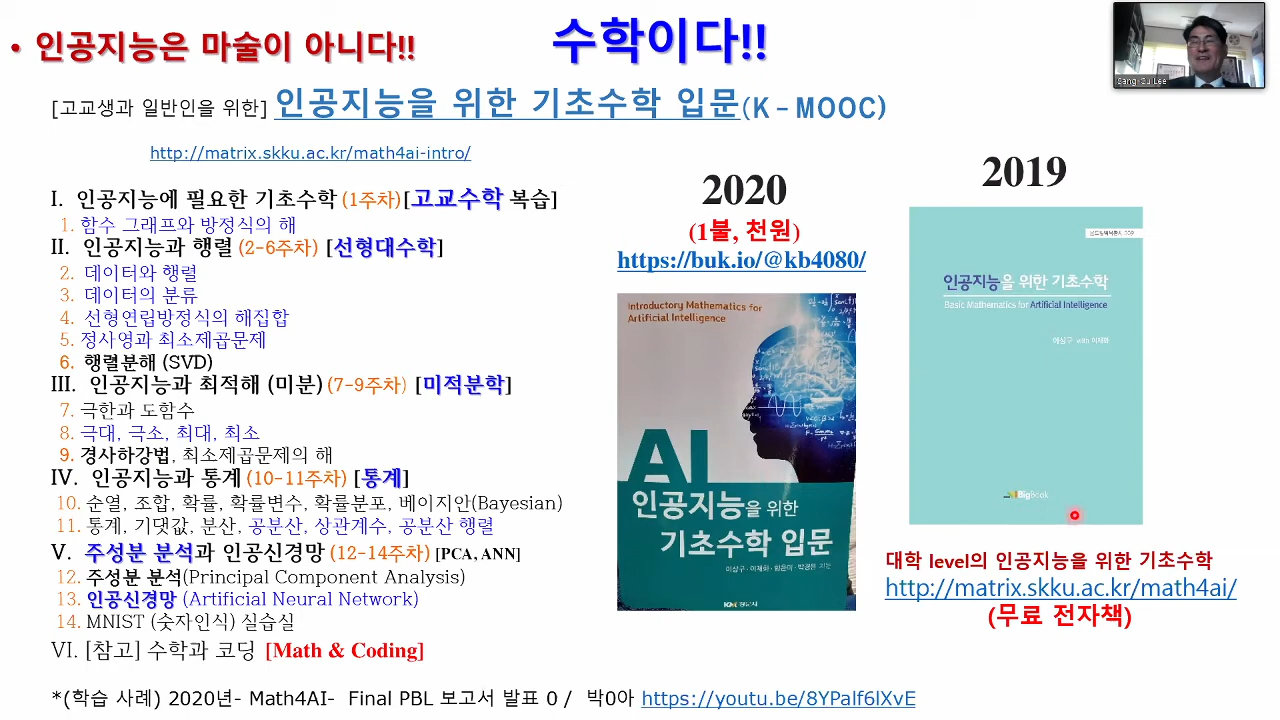 • 인공지능은 마술이 아니다!! 수학이다!!
Sang-Gu Lee
[고교생과 일반인을 위한] 인공지능을 위한 기초수학 입문(K-MOOC)
http://matrix.skku.ac.kr/math4ai-intro/
I. 인공지능에 필요한 기초수학 (1주차)[고교수학 복습]
1. 함수 그래프와 방정식의 해
II. 인공지능과 행렬 (2-6주차) [선형대수학]
2. 데이터와 행렬
3. 데이터의 분류
4. 선형연립방정식의 해집합
5. 정사영과 최소제곱문제
6. 행렬분해 (SVD)
III. 인공지능과 최적해 (미분) (7-9주차) [미적분학]
7. 극한과 도함수
8. 극대, 극소, 최대, 최소
9. 경사하강법, 최소제곱문제의 해
IV. 인공지능과 통계 (10-11주차) [통계]
10. 순열, 조합, 확률, 확률변수, 확률분포, 베이지안(Bayesian)
11. 통계, 기댓값, 분산, 공분산, 상관계수, 공분산 행렬
V. 주성분 분석과 인공신경망 (12-14주차) [PCA, ANN]
12. 주성분 분석(Principal Component Analysis)
13. 인공신경망 (Artificial Neural Network)
14. MNIST (숫자인식) 실습실
VI. [참고] 수학과 코딩 [Math & Coding]
*(학습 사례) 2020년- Math4AI- Final PBL 보고서 발표 0 / 박0아 https://youtu.be/8YPalf6lXvE
2020
(1불, 천원)
https://buk.io/@kb4080/
Introductory Mathematics for
Artificial Intelligence
AI
인공지능을 위한
기초수학 입문
이상구·이재화·함윤미·박경은
경문사
2019
인공지능을 위한 기초수학
Basic Mathematics for Artificial Intelligence
이상구 with 이재화
BigBook
대학 level의 인공지능을 위한 기초수학
http://matrix.skku.ac.kr/math4ai/
(무료 전자책)